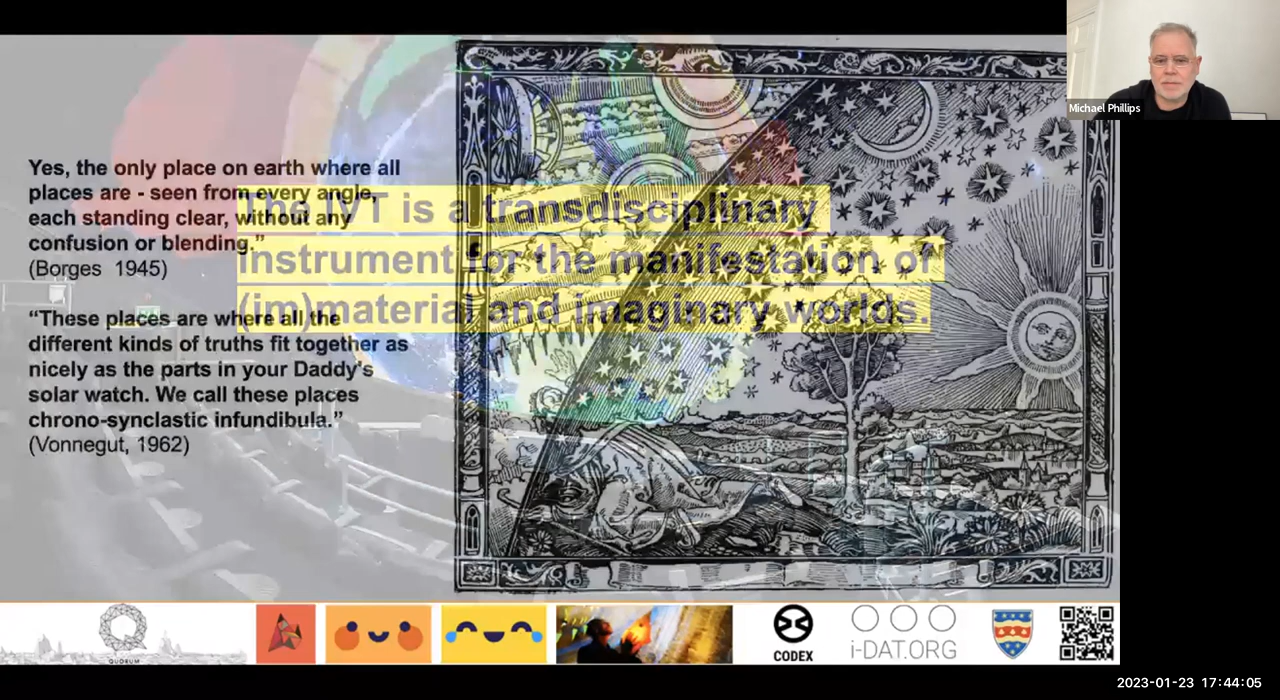 Michael Phillips
Yes, the only place on earth where all
places are - seen from every angle,
each standing clear, without any
confusion or blending.”
(Borges 1945)
“These places are where all the
different kinds of truths fit together as
nicely as the parts in your Daddy's
solar watch. We call these places
chrono-synclastic infundibula.”
(Vonnegut, 1962)
The IVT is a transdisciplinary
instrument for the manifestation of
(im)material and imaginary worlds.
QUORUM
CODEX
i-DAT.ORG
2023-01-23 17:44:05